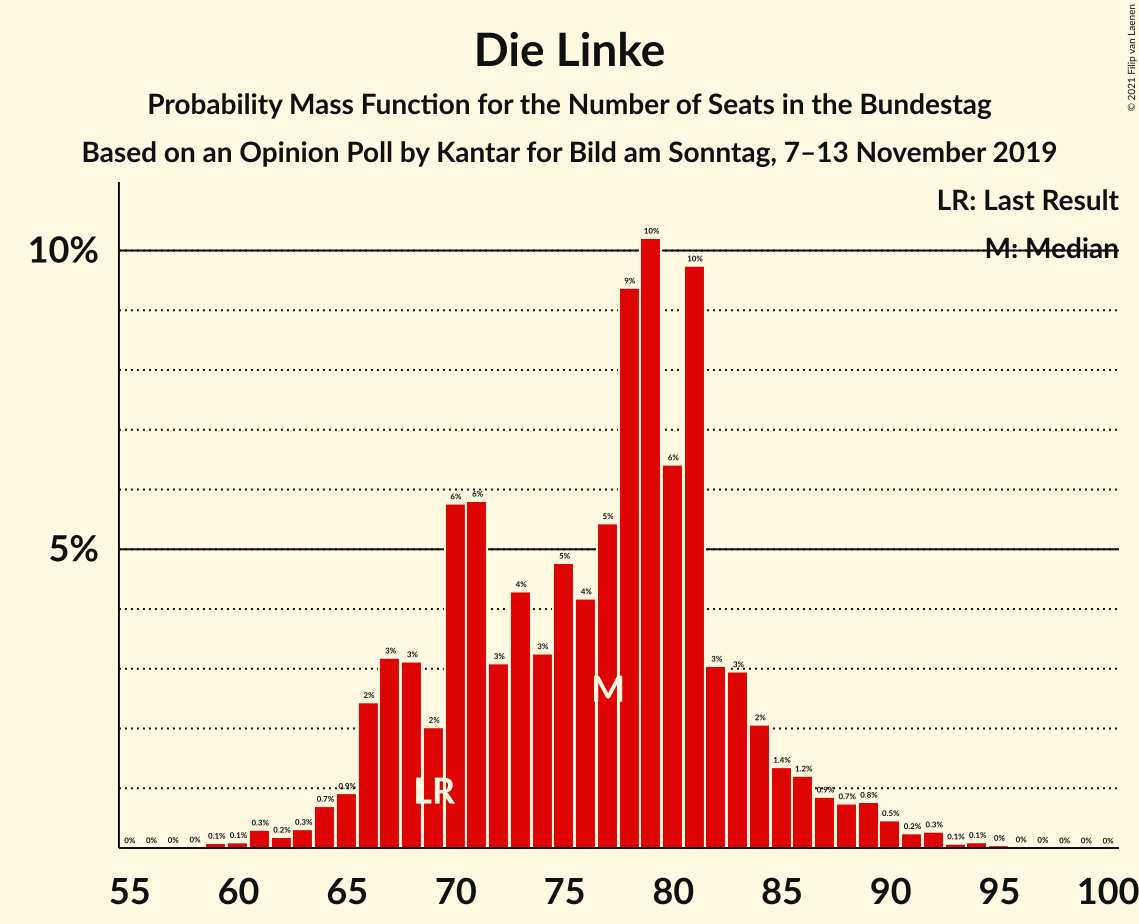 Die Linke
Probability Mass Function for the Number of Seats in the Bundestag
Based on an Opinion Poll by Kantar for Bild am Sonntag, 7–13 November 2019
© 2021 Filip van Laenen
LR: Last Result
M: Median
10%
5%
0% 0% 0% 0% 0.1% 0.1% 0.3% 0.2% 0.3% 0.7% 0.9% 2% 3% 3% 2% 6% 6% 3% 4% 3% 5% 4% 5% 9% 10% 6% 10% 3% 3% 2% 1.4% 1.2% 0.9% 0.7% 0.8% 0.5% 0.2% 0.3% 0.1% 0.1% 0% 0% 0% 0% 0% 0%
M
LR
55 60 65 70 75 80 85 90 95 100